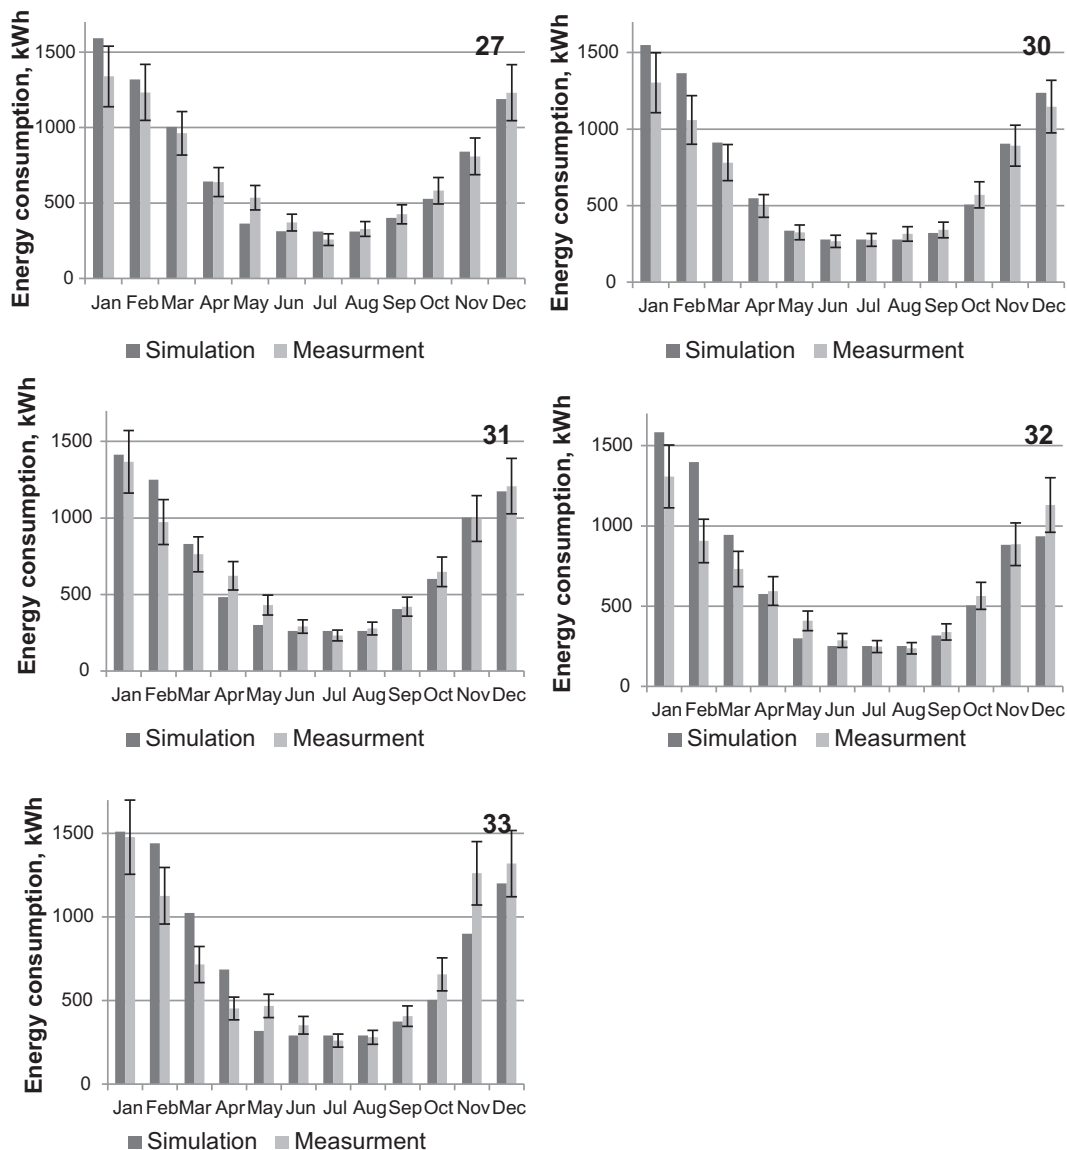 Energy consumption, kWh
27
1500
1000
500
0
Jan Feb Mar Apr May Jun Jul Aug Sep Oct Nov Dec
Simulation Measurment
Energy consumption, kWh
30
1500
1000
500
0
Jan Feb Mar Apr May Jun Jul Aug Sep Oct Nov Dec
Simulation Measurment
Energy consumption, kWh
31
1500
1000
500
0
Jan Feb Mar Apr May Jun Jul Aug Sep Oct Nov Dec
Simulation Measurment
Energy consumption, kWh
32
1500
1000
500
0
Jan Feb Mar Apr May Jun Jul Aug Sep Oct Nov Dec
Simulation Measurment
Energy consumption, kWh
33
1500
1000
500
0
Jan Feb Mar Apr May Jun Jul Aug Sep Oct Nov Dec
Simulation Measurment